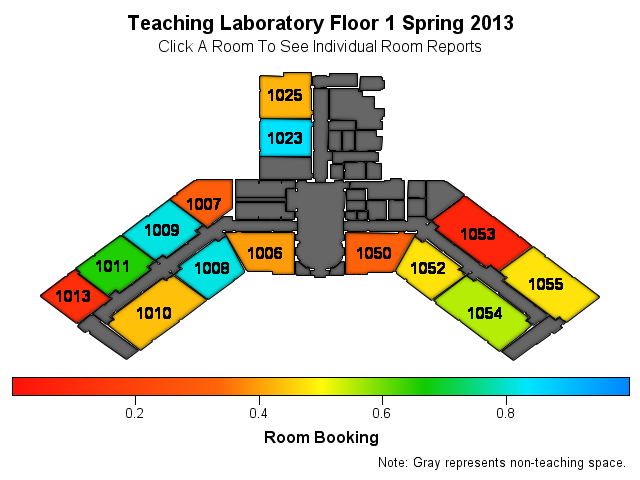 Teaching Laboratory Floor 1 Spring 2013
Click A Room To See Individual Room Reports
1025
1023
1007
1009
1011
1013
1006
1008
1010
1050
1053
1052
1055
1054
0.2 0.4 0.6 0.8
Room Booking
Note: Gray represents non-teaching space.